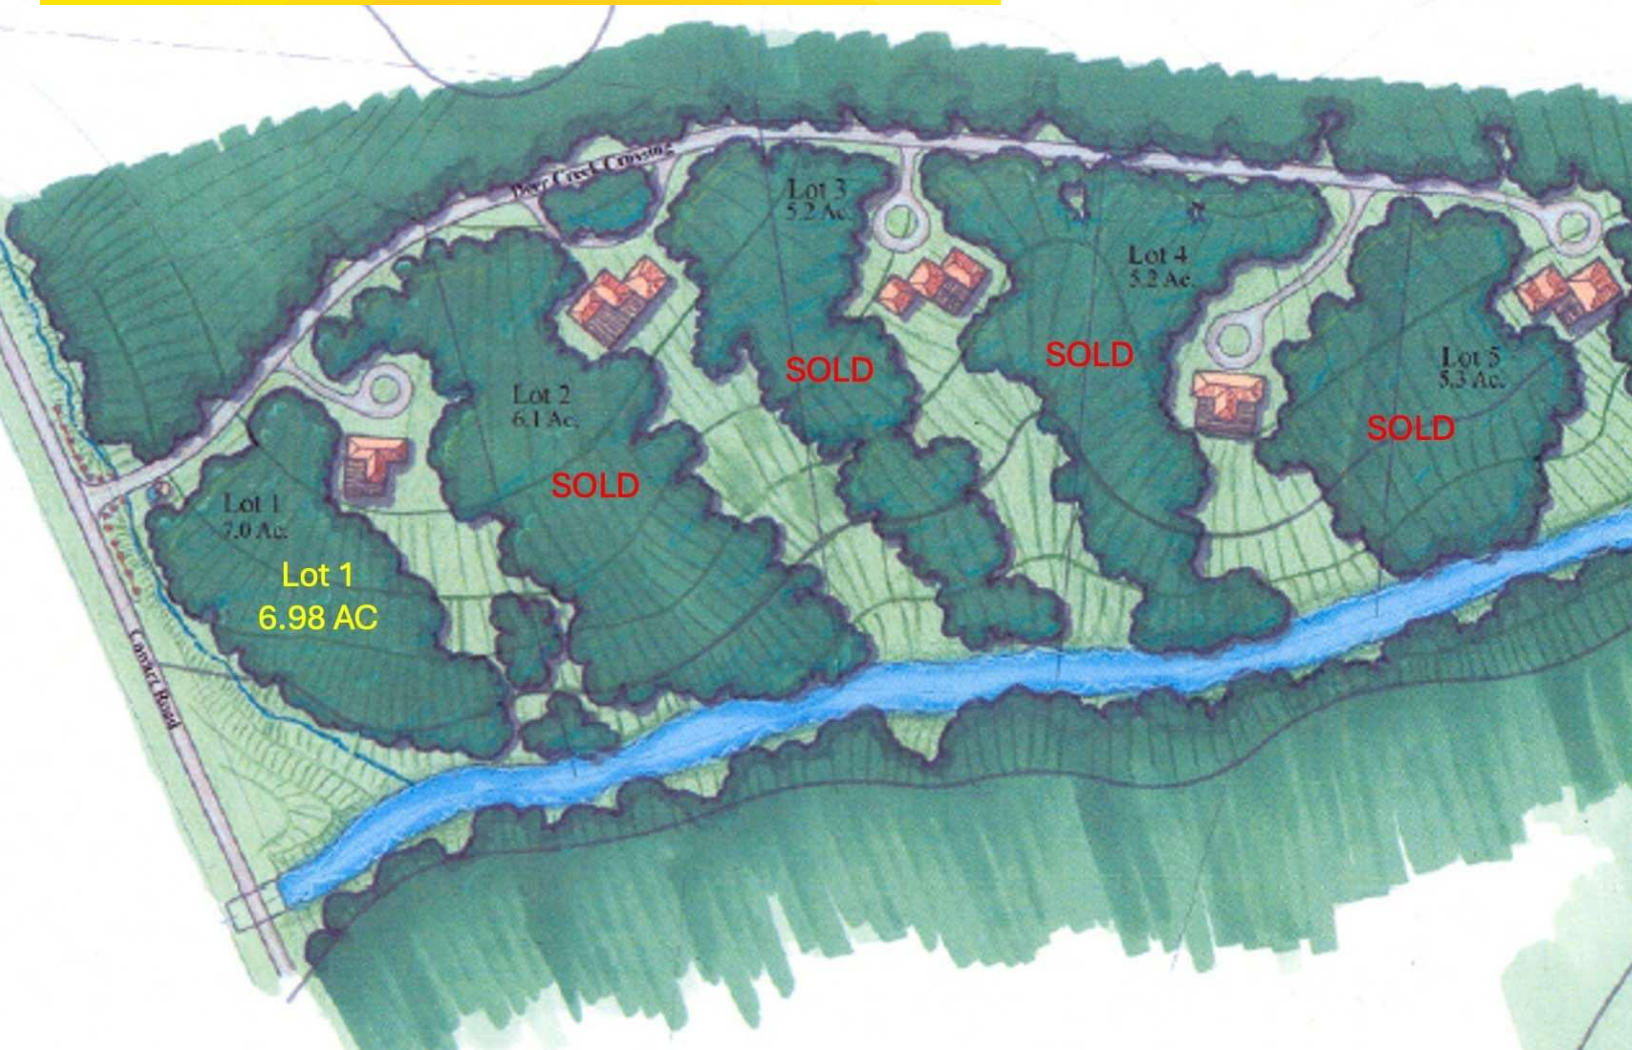 Deer Creek Crossing
Lot 3
5.2 Ac.
Lot 4
5.2 Ac.
SOLD
SOLD
Lot 5
5.3 Ac.
SOLD
Lot 2
6.1 Ac.
SOLD
Lot 1
7.0 Ac.
Lot 1
6.98 AC
Road